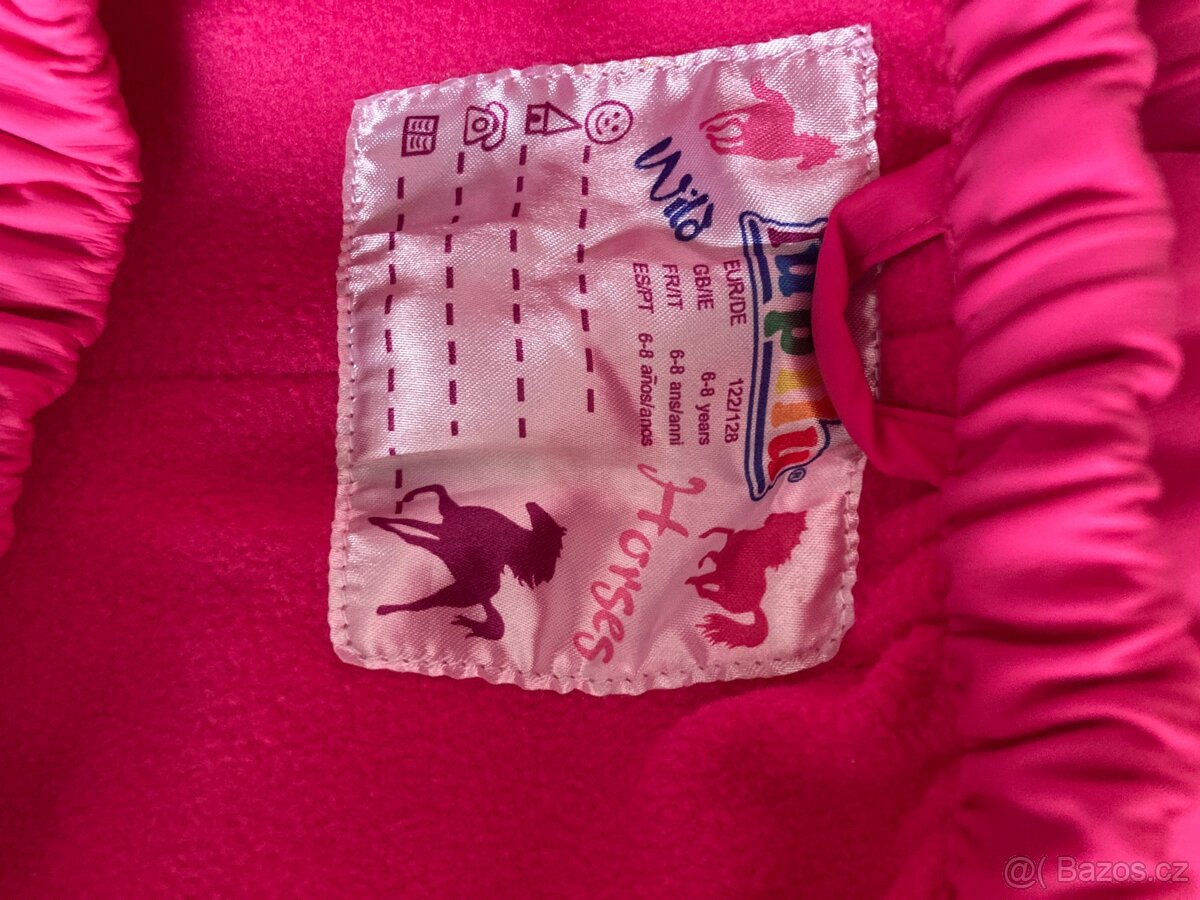 Wild
lupilu®
EUR/DE 122/128
GB/IE 6-8 years
FR/IT 6-8 ans/anni
ES/PT 6-8 años/anos
Horses
@( Bazos.cz